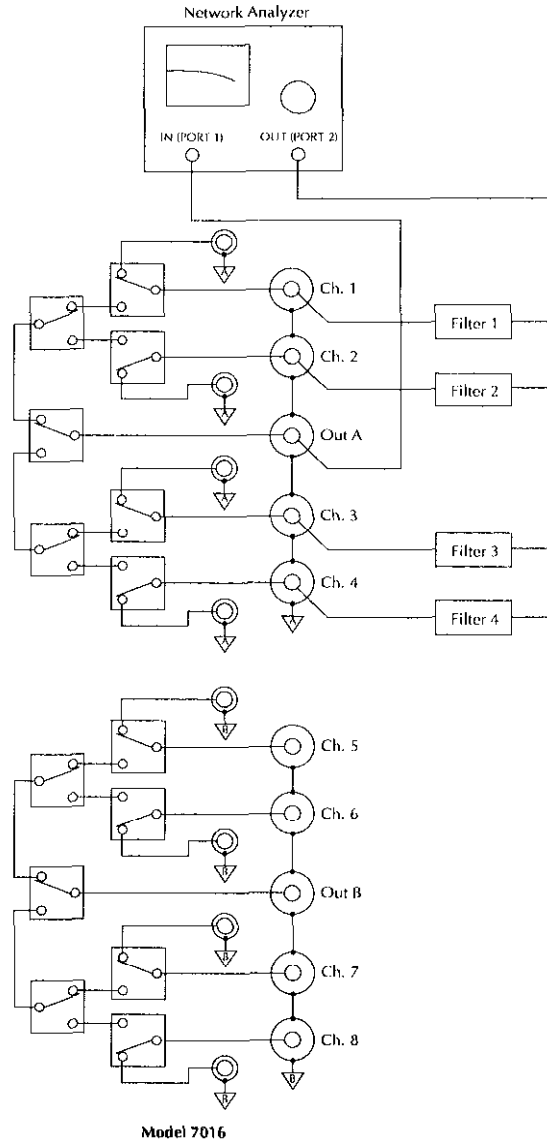 Network Analyzer
IN (PORT 1) OUT (PORT 2)
A
Ch. 1
Filter 1
Ch. 2
Filter 2
A
Out A
A
Ch. 3
Filter 3
Ch. 4
Filter 4
A
A
B
Ch. 5
Ch. 6
B
Out B
B
Ch. 7
Ch. 8
B
B
Model 7016